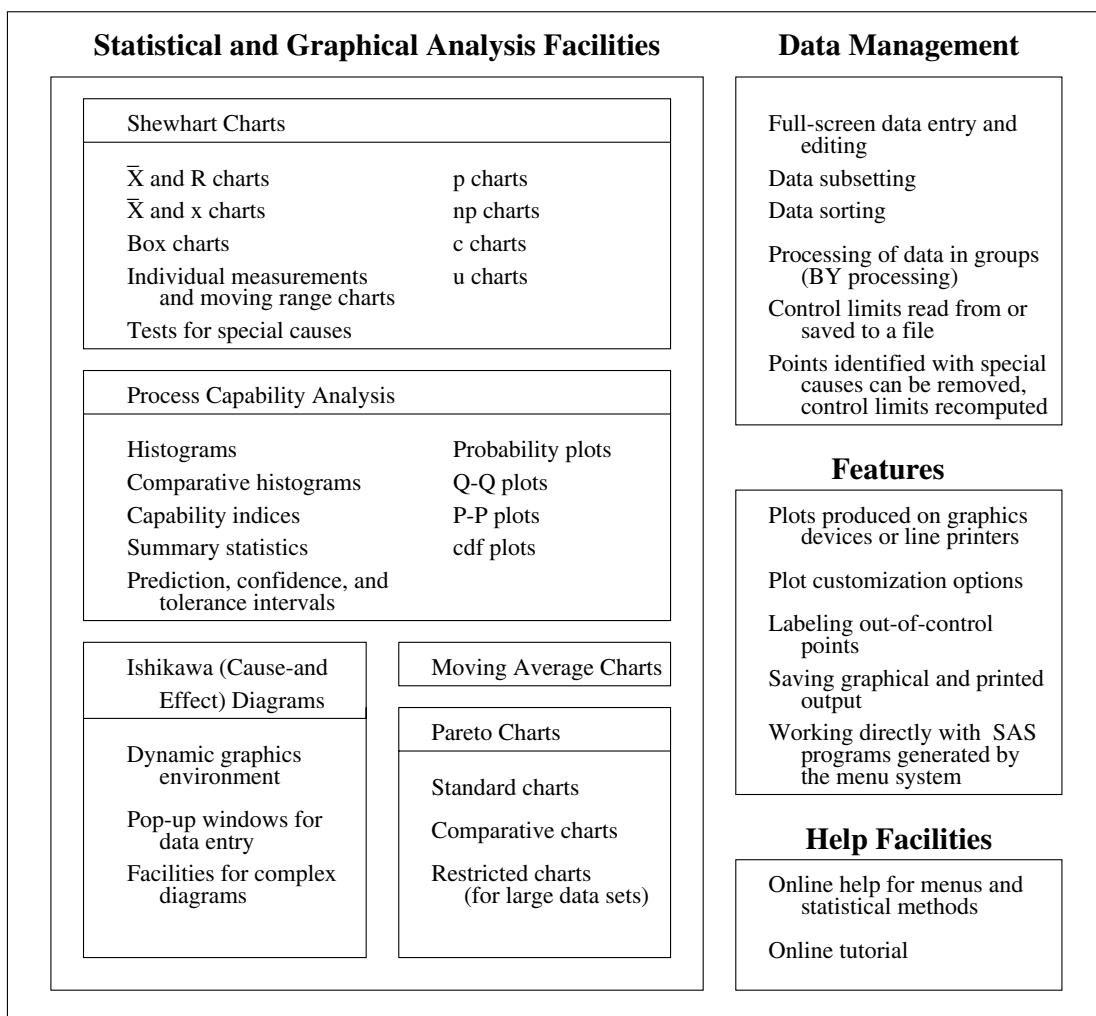 Statistical and Graphical Analysis Facilities
Shewhart Charts
X̅ and R charts
X̅ and x charts
Box charts
Individual measurements
and moving range charts
Tests for special causes
p charts
np charts
c charts
u charts
Process Capability Analysis
Histograms
Comparative histograms
Capability indices
Summary statistics
Prediction, confidence, and
tolerance intervals
Probability plots
Q-Q plots
P-P plots
cdf plots
Ishikawa (Cause-and
Effect) Diagrams
Dynamic graphics
environment
Pop-up windows for
data entry
Facilities for complex
diagrams
Moving Average Charts
Pareto Charts
Standard charts
Comparative charts
Restricted charts
(for large data sets)
Data Management
Full-screen data entry and
editing
Data subsetting
Data sorting
Processing of data in groups
(BY processing)
Control limits read from or
saved to a file
Points identified with special
causes can be removed,
control limits recomputed
Features
Plots produced on graphics
devices or line printers
Plot customization options
Labeling out-of-control
points
Saving graphical and printed
output
Working directly with SAS
programs generated by
the menu system
Help Facilities
Online help for menus and
statistical methods
Online tutorial